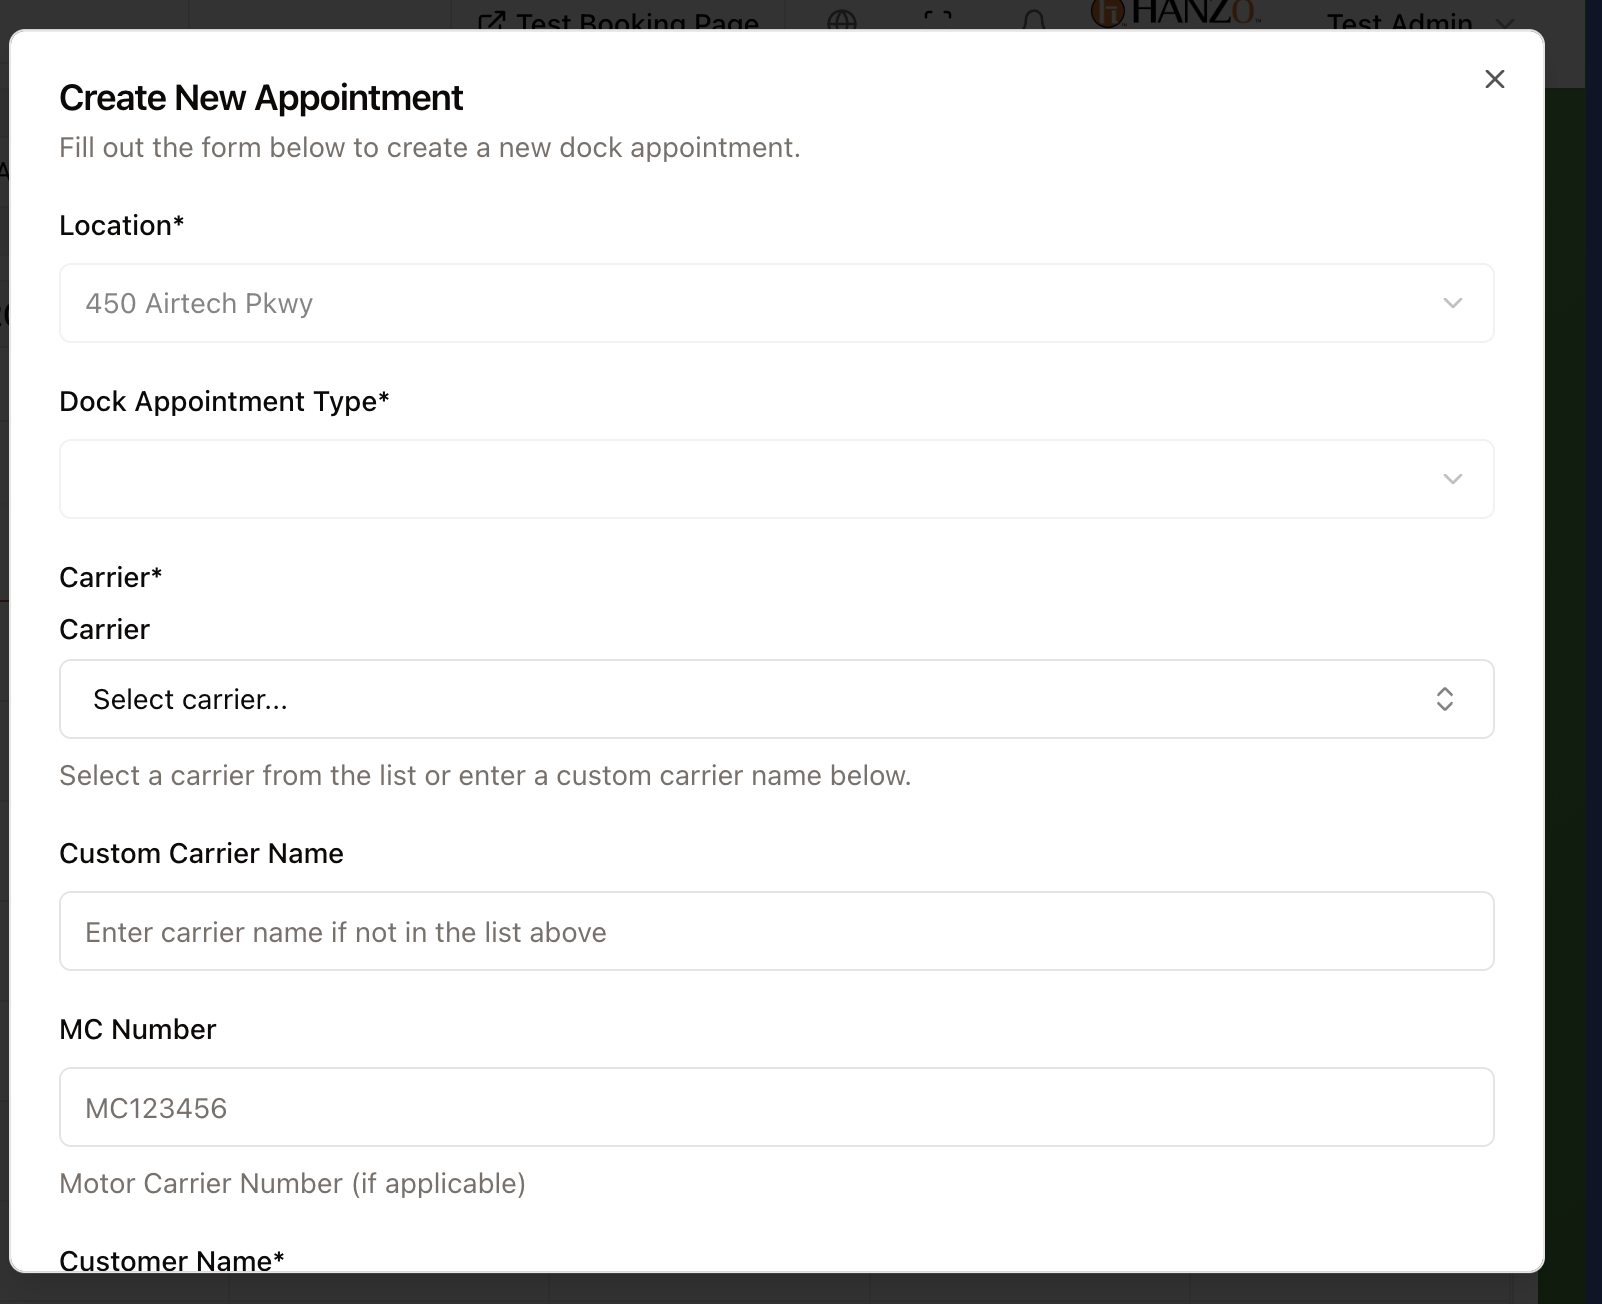 Test Booking Page
HANZO
Test Admin
Create New Appointment
Fill out the form below to create a new dock appointment.
Location*
450 Airtech Pkwy
Dock Appointment Type*
Carrier*
Carrier
Select carrier...
Select a carrier from the list or enter a custom carrier name below.
Custom Carrier Name
Enter carrier name if not in the list above
MC Number
MC123456
Motor Carrier Number (if applicable)
Customer Name*